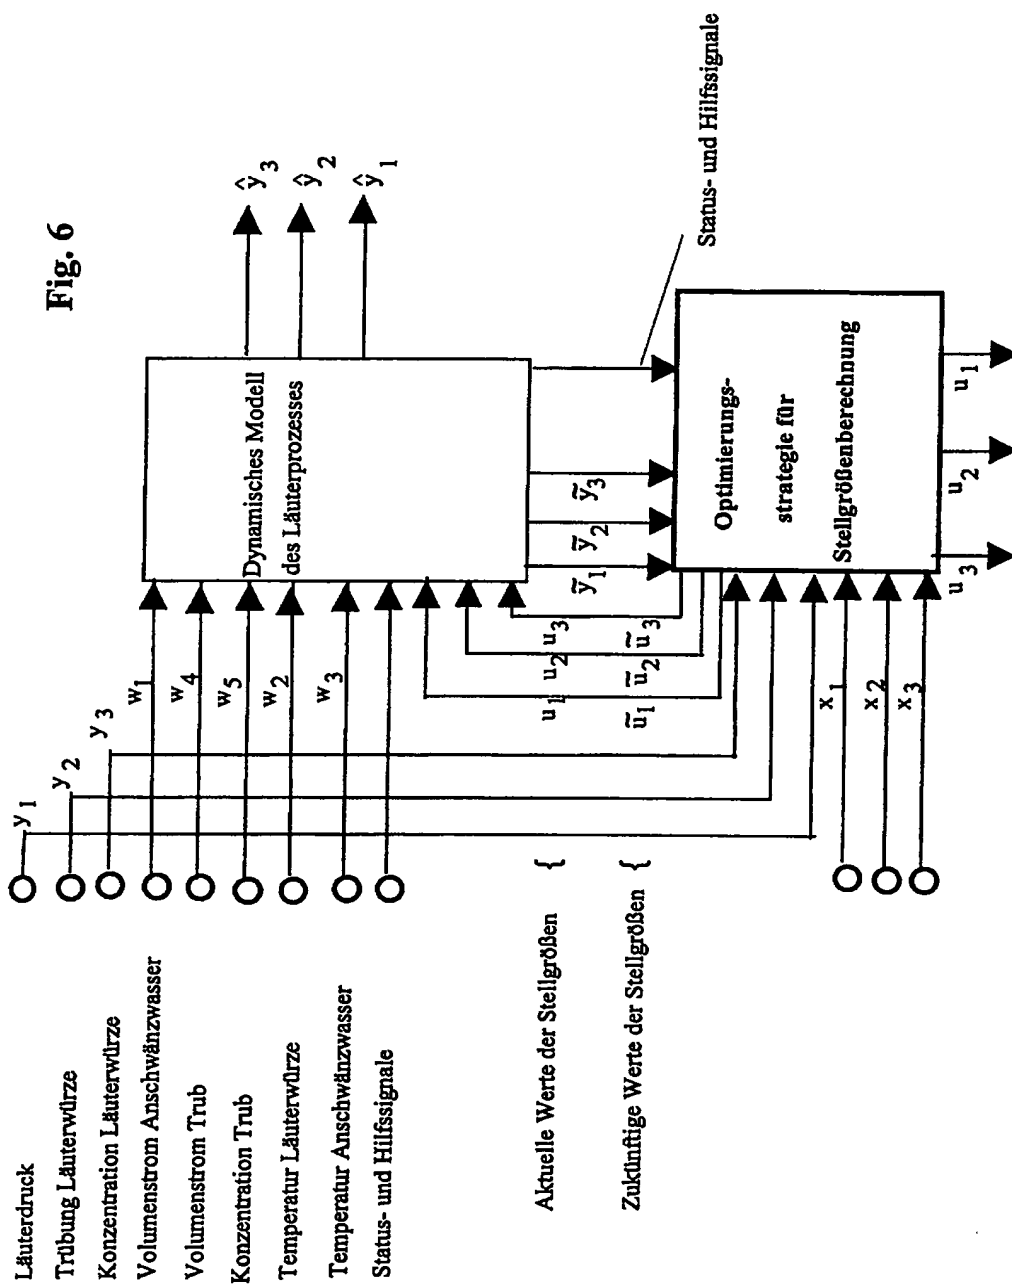 Fig. 6
Läuterdruck
Trübung Läuterwürze
Konzentration Läuterwürze
Volumenstrom Anschwänzwasser
Volumenstrom Trub
Konzentration Trub
Temperatur Läuterwürze
Temperatur Anschwänzwasser
Status- und Hilfssignale
y1
y2
y3
w1
w4
w5
w2
w3
Dynamisches Modell
des Läuterprozesses
ŷ3
ŷ2
ŷ1
Aktuelle Werte der Stellgrößen {
u1 u2 u3
Zukünftige Werte der Stellgrößen {
ũ1 ũ2 ũ3
ỹ1 ỹ2 ỹ3
Status- und Hilfssignale
x1
x2
x3
Optimierungs-
strategie für
Stellgrößenberechnung
u3 u2 u1